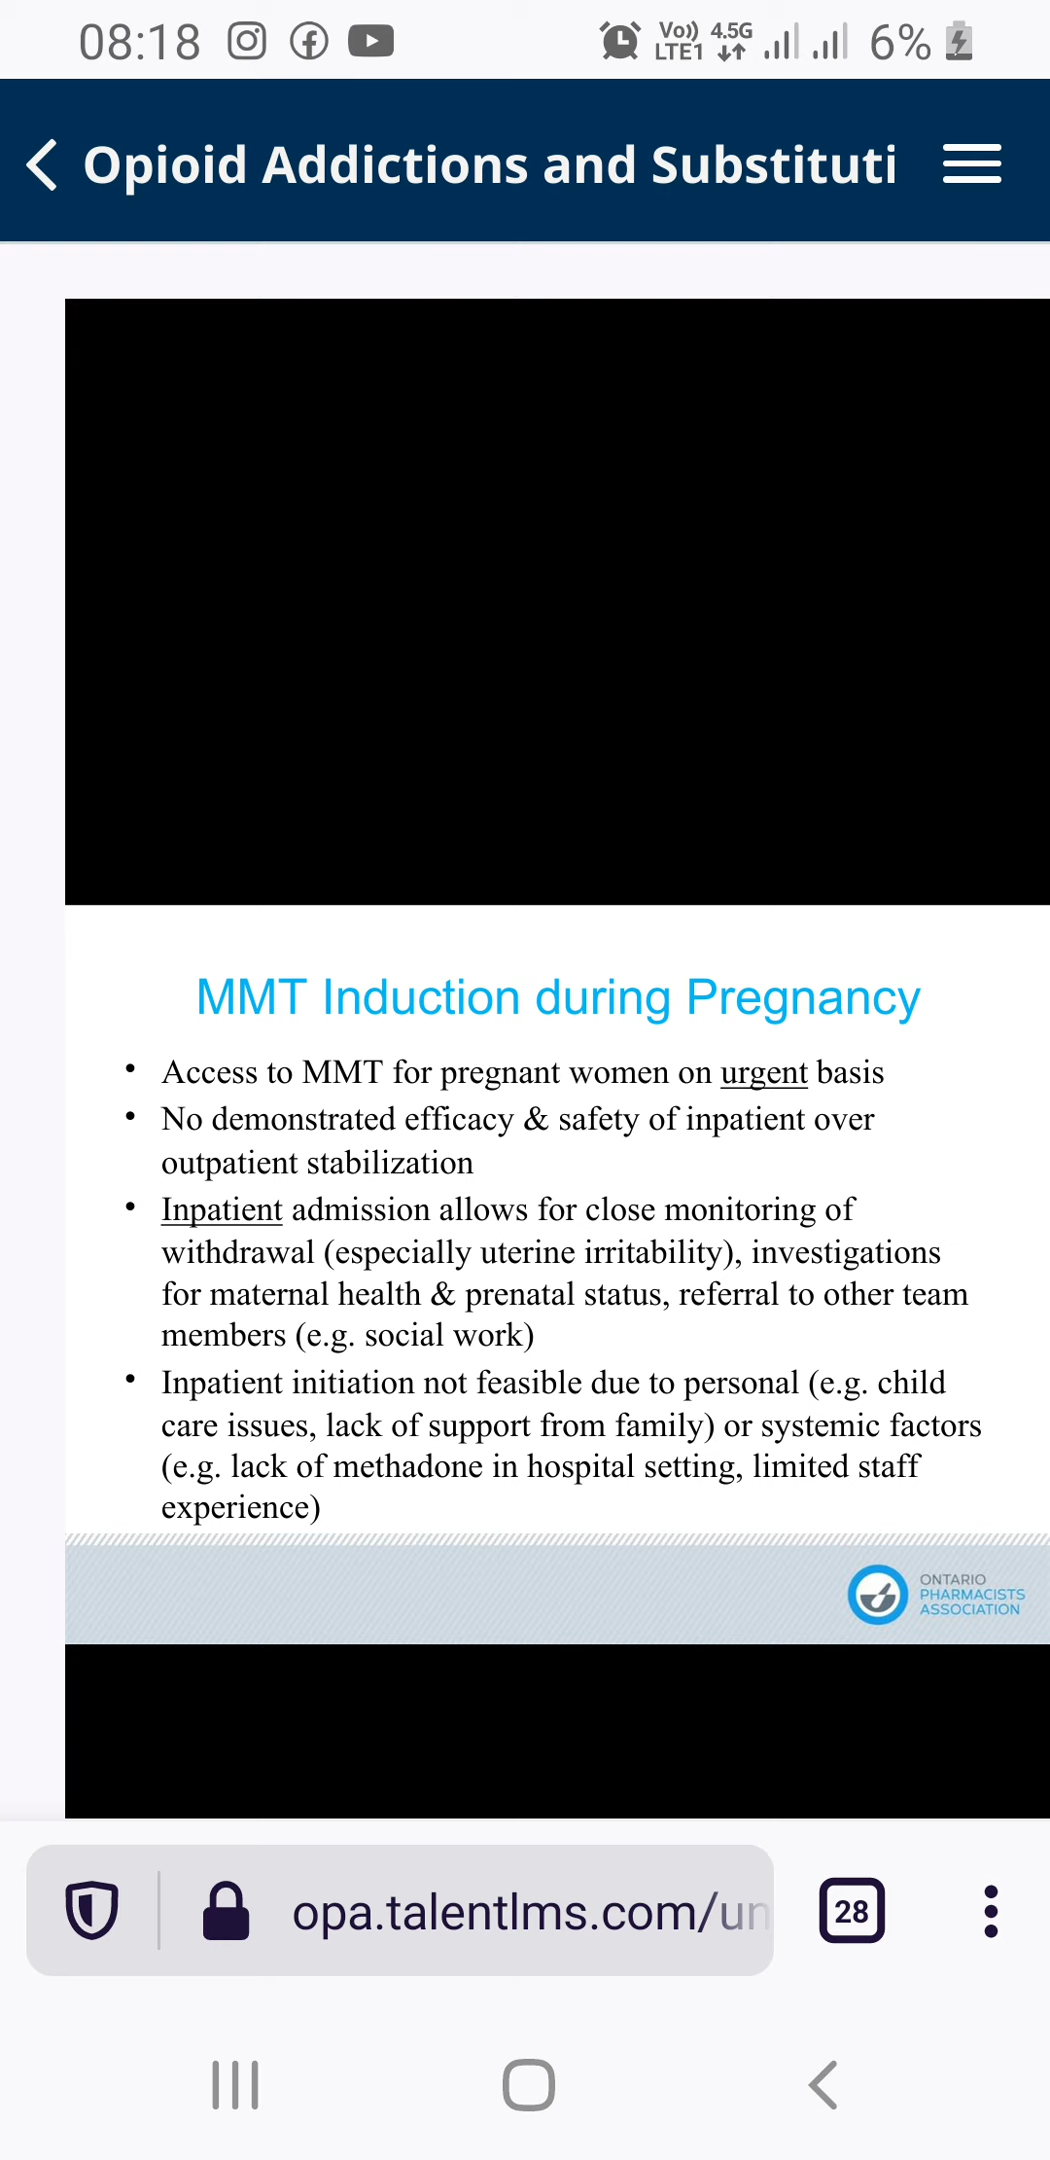 08:18 Vo)) LTE1 4.5G 6%
Opioid Addictions and Substituti
MMT Induction during Pregnancy
• Access to MMT for pregnant women on urgent basis
• No demonstrated efficacy & safety of inpatient over
outpatient stabilization
• Inpatient admission allows for close monitoring of
withdrawal (especially uterine irritability), investigations
for maternal health & prenatal status, referral to other team
members (e.g. social work)
• Inpatient initiation not feasible due to personal (e.g. child
care issues, lack of support from family) or systemic factors
(e.g. lack of methadone in hospital setting, limited staff
experience)
ONTARIO
PHARMACISTS
ASSOCIATION
opa.talentlms.com/un
28